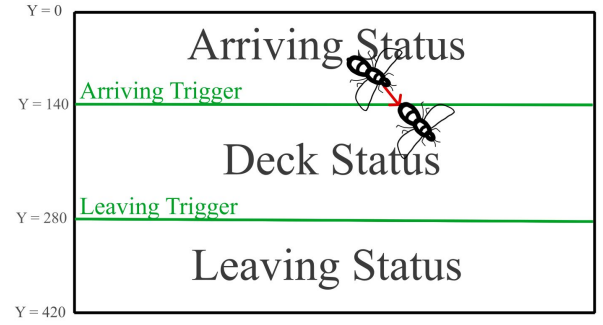 Y = 0
Arriving Status
Arriving Trigger
Y = 140
Deck Status
Leaving Trigger
Y = 280
Leaving Status
Y = 420